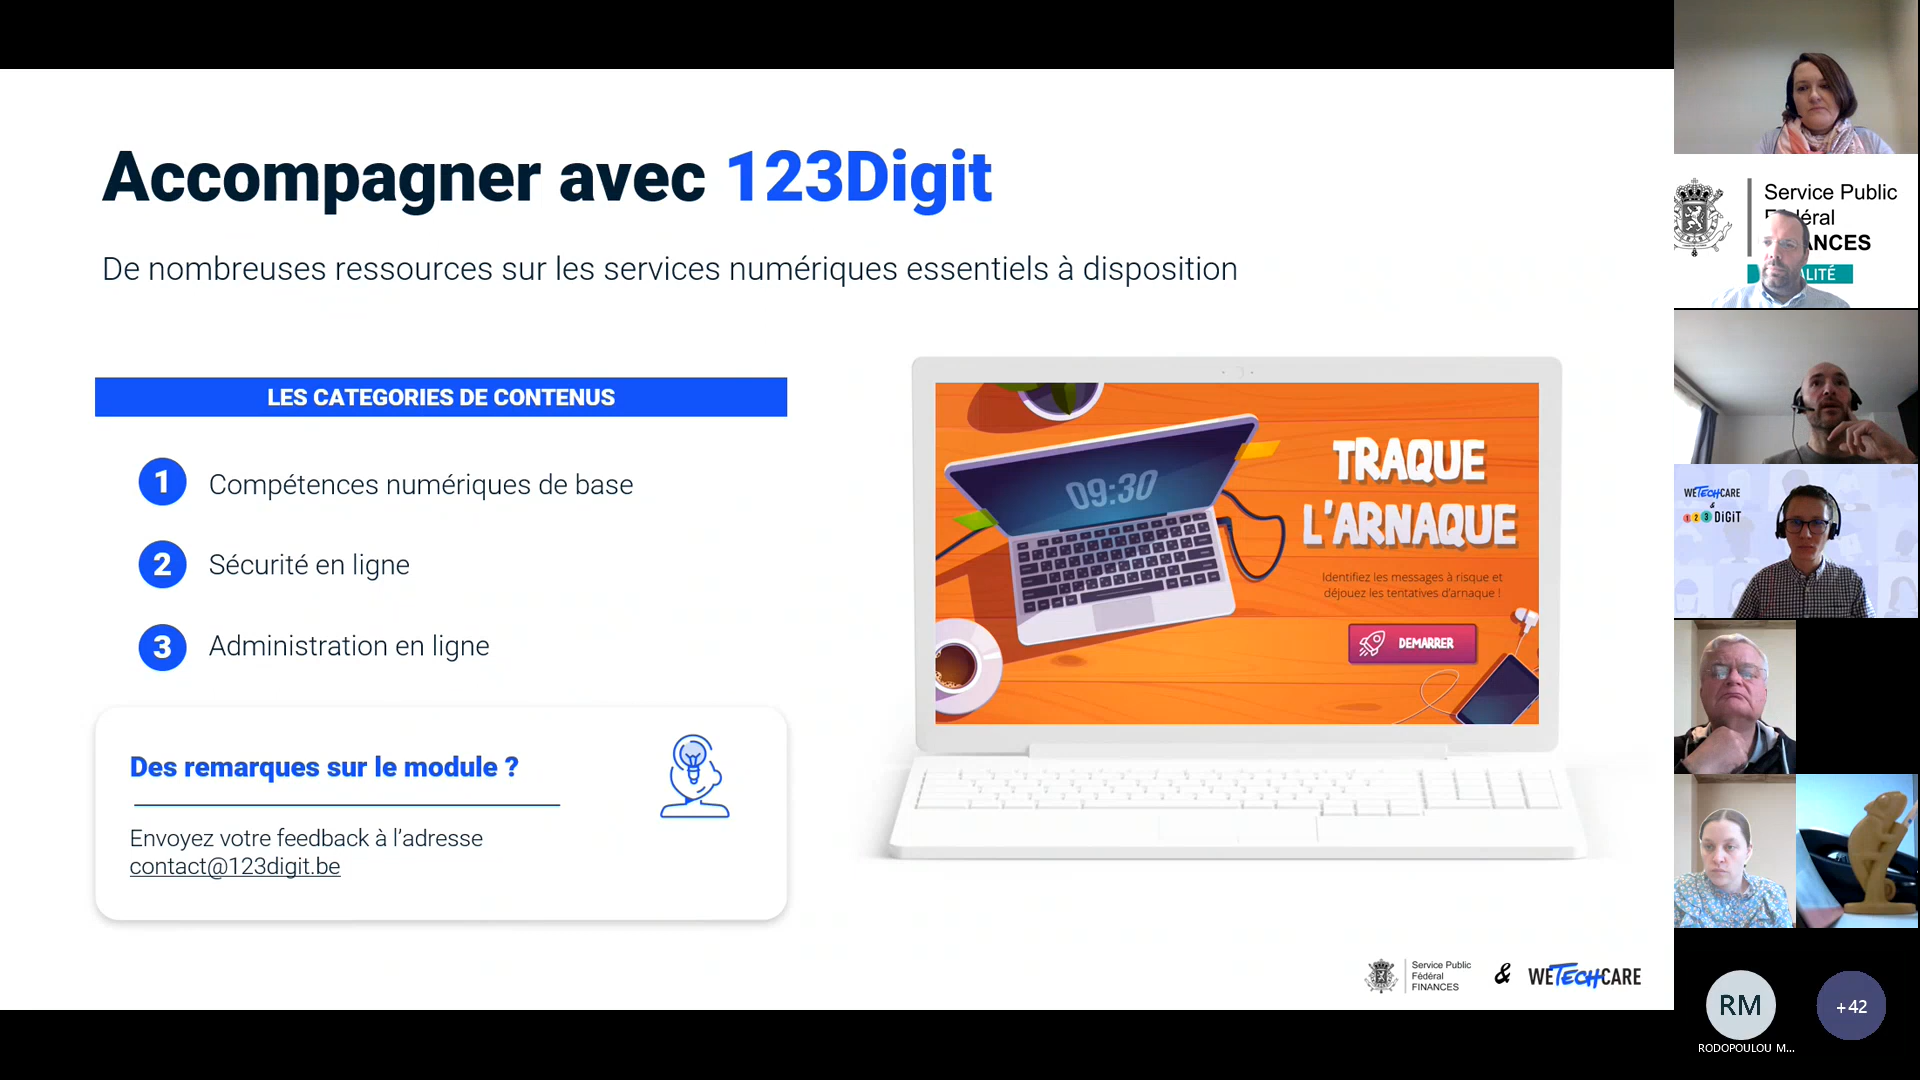 Accompagner avec 123Digit
De nombreuses ressources sur les services numériques essentiels à disposition
LES CATEGORIES DE CONTENUS
1 Compétences numériques de base
2 Sécurité en ligne
3 Administration en ligne
Des remarques sur le module ?
Envoyez votre feedback à l’adresse
contact@123digit.be
09:30
TRAQUE
L'ARNAQUE
Identifiez les messages à risque et
déjouez les tentatives d'arnaque !
DEMARRER
Service Public
Fédéral
FINANCES
&
WETECHCARE
Service Public
FINANCES
WETECHCARE
&
123 DIGIT
RM
RODOPOULOU M...
+42